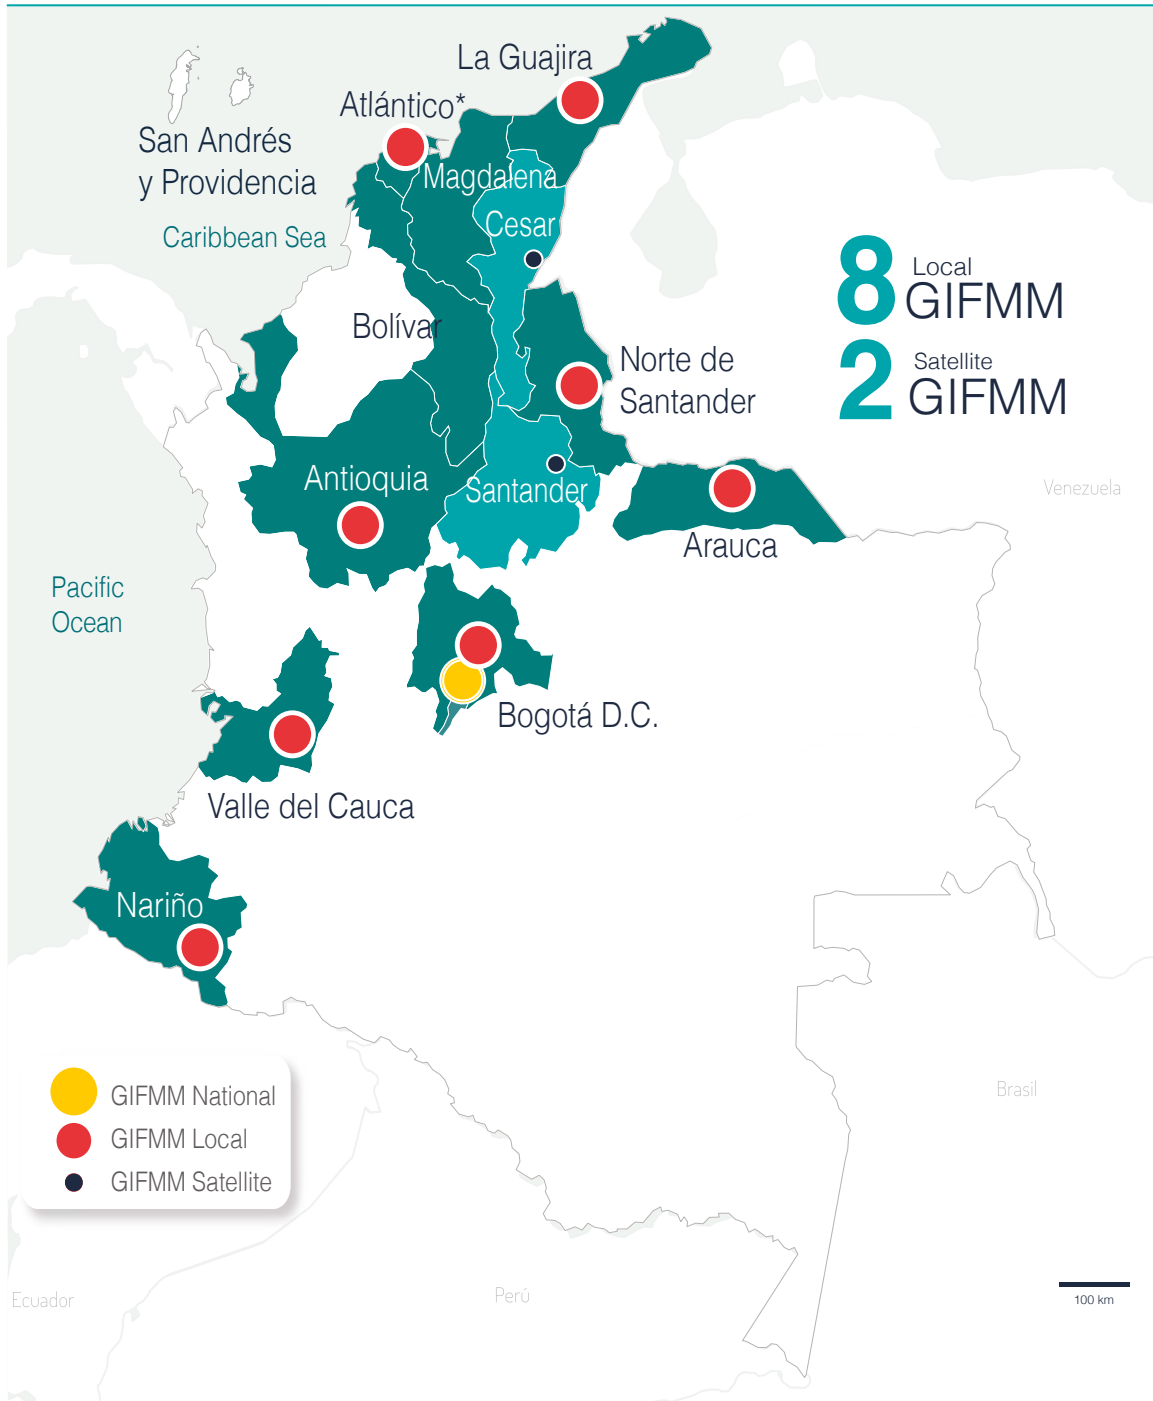 La Guajira
Atlántico*
San Andrés
y Providencia
Magdalena
Caribbean Sea
Cesar
8 Local
GIFMM
2 Satellite
GIFMM
Bolívar
Norte de
Santander
Antioquia
Santander
Venezuela
Arauca
Pacific
Ocean
Bogotá D.C.
Valle del Cauca
Nariño
GIFMM National
GIFMM Local
GIFMM Satellite
Brasil
Ecuador
Perú
100 km